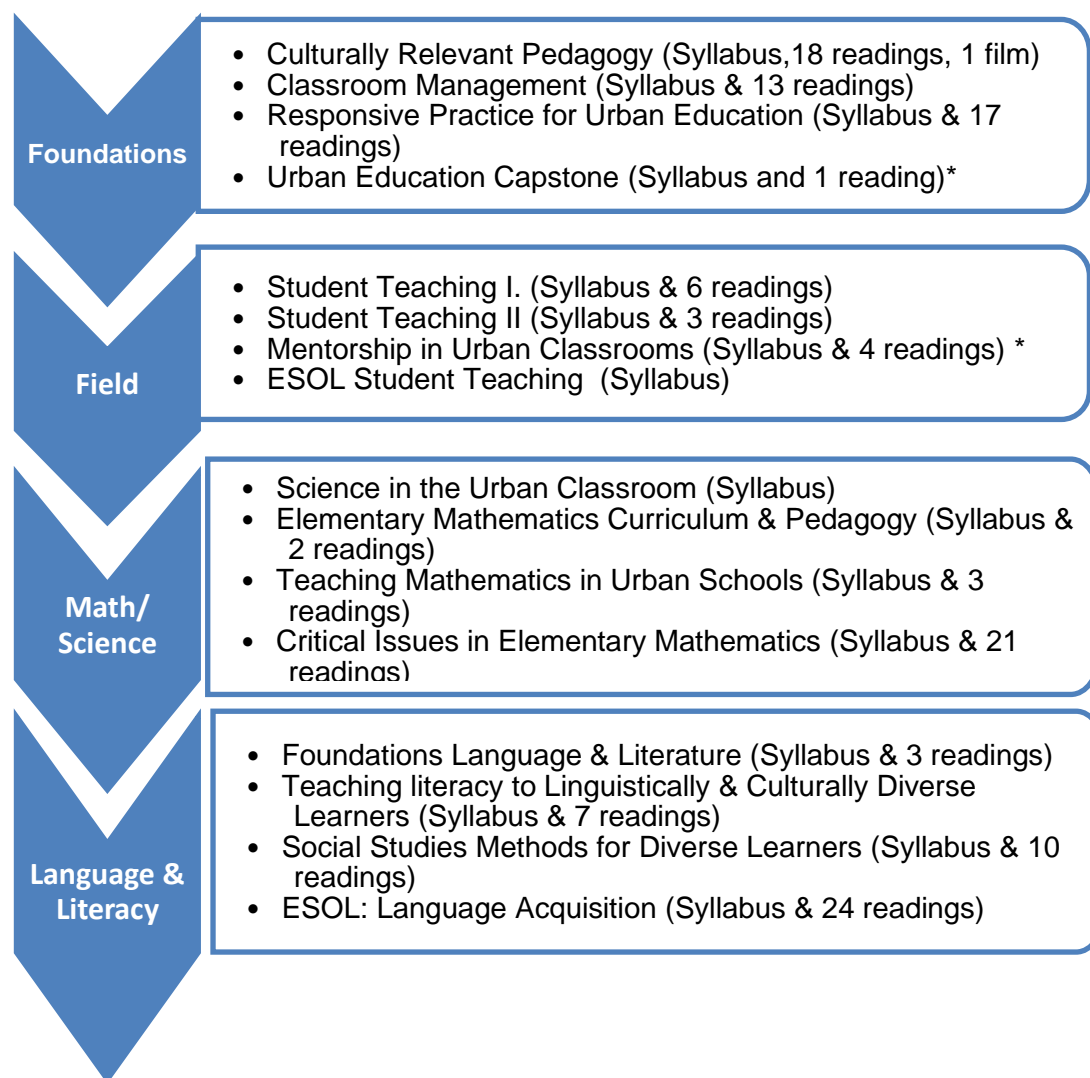 Foundations
• Culturally Relevant Pedagogy (Syllabus,18 readings, 1 film)
• Classroom Management (Syllabus & 13 readings)
• Responsive Practice for Urban Education (Syllabus & 17
readings)
• Urban Education Capstone (Syllabus and 1 reading)*
Field
• Student Teaching I. (Syllabus & 6 readings)
• Student Teaching II (Syllabus & 3 readings)
• Mentorship in Urban Classrooms (Syllabus & 4 readings) *
• ESOL Student Teaching (Syllabus)
Math/
Science
• Science in the Urban Classroom (Syllabus)
• Elementary Mathematics Curriculum & Pedagogy (Syllabus &
2 readings)
• Teaching Mathematics in Urban Schools (Syllabus & 3
readings)
• Critical Issues in Elementary Mathematics (Syllabus & 21
readings)
Language &
Literacy
• Foundations Language & Literature (Syllabus & 3 readings)
• Teaching literacy to Linguistically & Culturally Diverse
Learners (Syllabus & 7 readings)
• Social Studies Methods for Diverse Learners (Syllabus & 10
readings)
• ESOL: Language Acquisition (Syllabus & 24 readings)